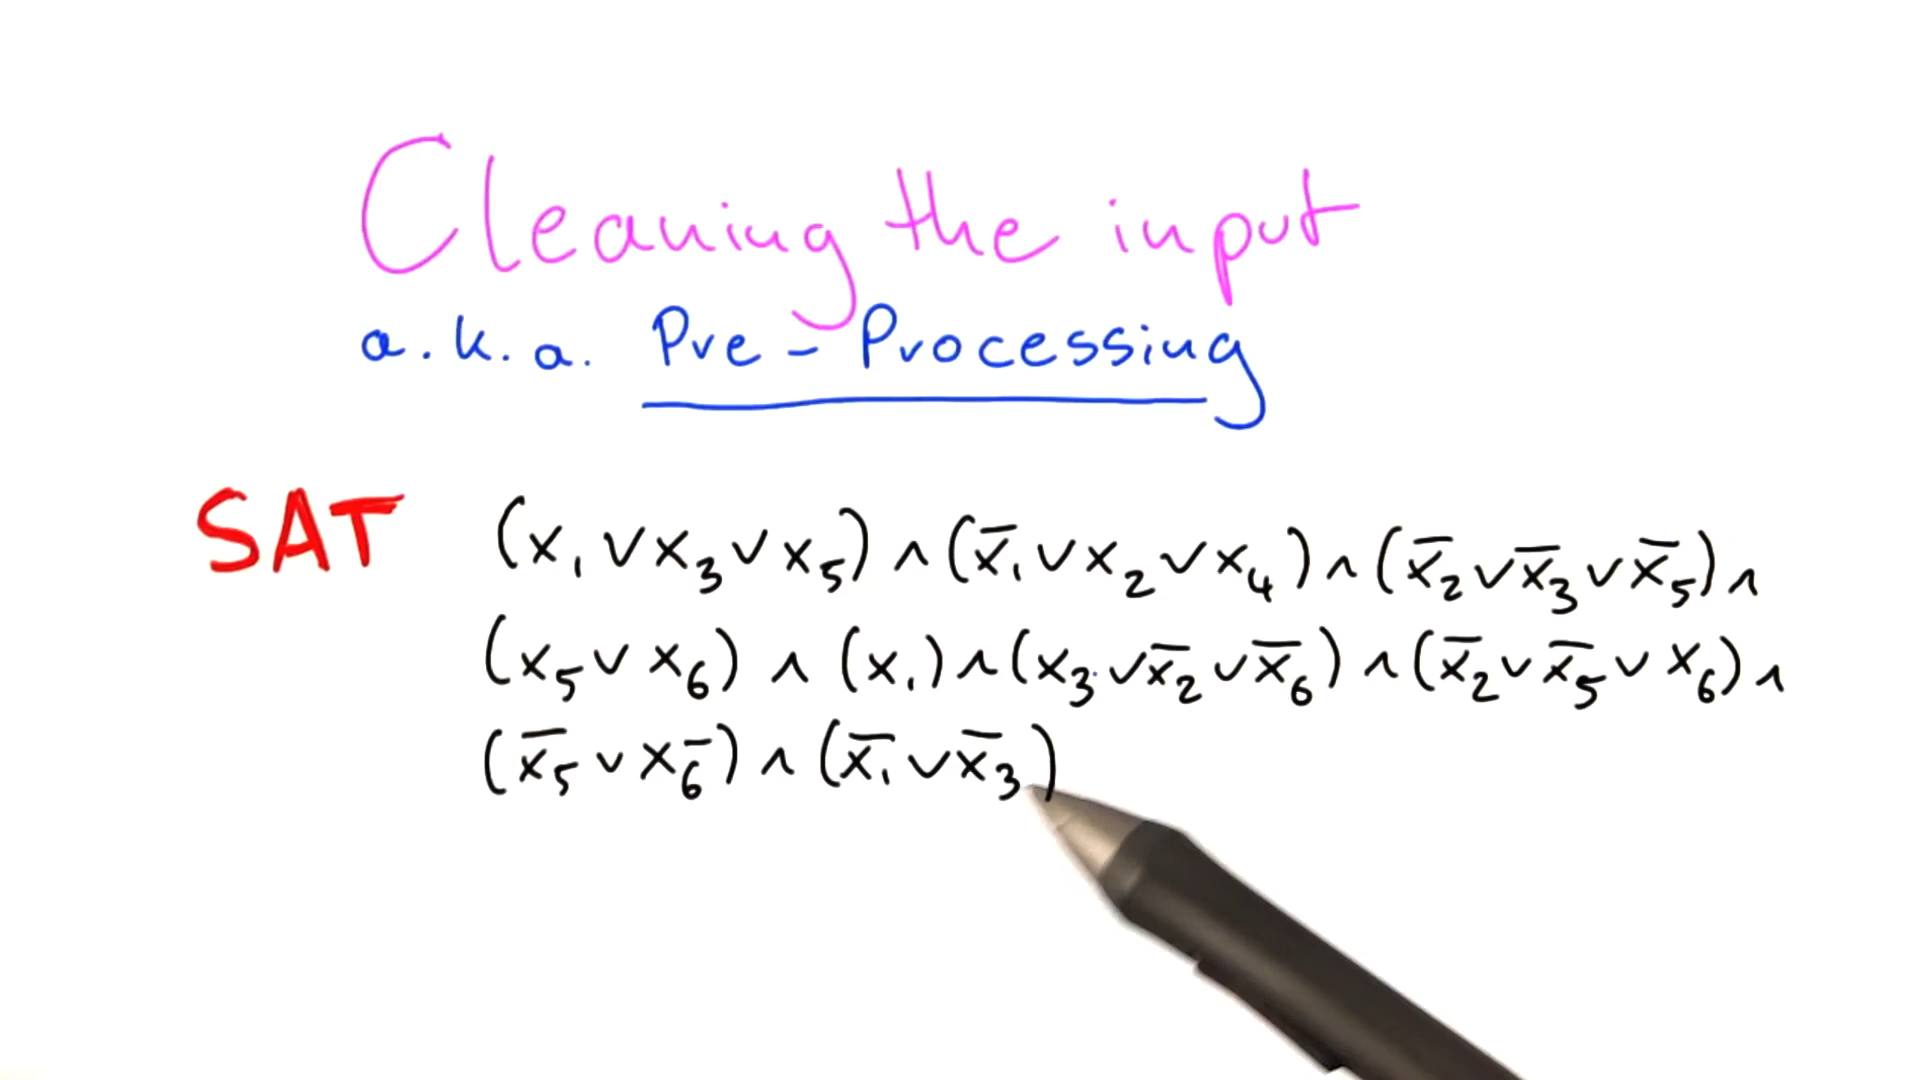 Cleaning the input
a.k.a. Pre-Processing
SAT (x₁ ∨ x₃ ∨ x₅) ∧ (x̅₁ ∨ x₂ ∨ x₄) ∧ (x̅₂ ∨ x̅₃ ∨ x̅₅) ∧
(x₅ ∨ x₆) ∧ (x₁) ∧ (x₃ ∨ x̅₂ ∨ x̅₆) ∧ (x̅₂ ∨ x̅₅ ∨ x₆) ∧
(x̅₅ ∨ x̅₆) ∧ (x̅₁ ∨ x̅₃)